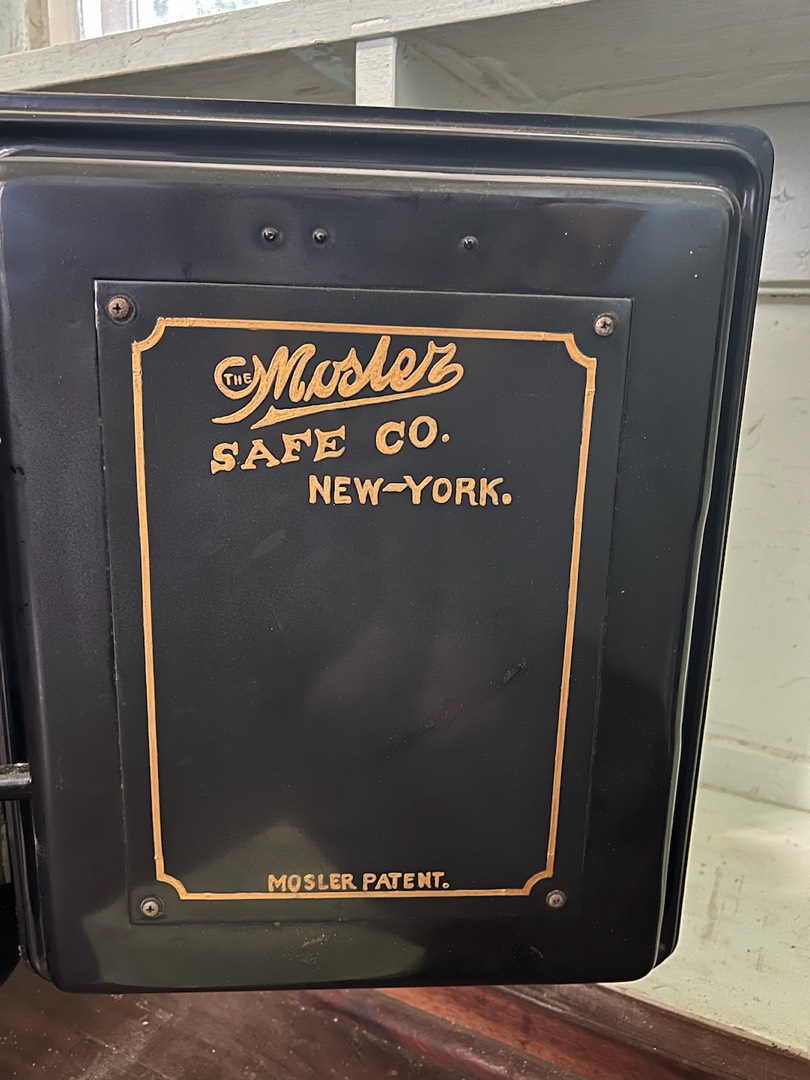 THE Mosler
SAFE CO.
NEW-YORK.
MOSLER PATENT.